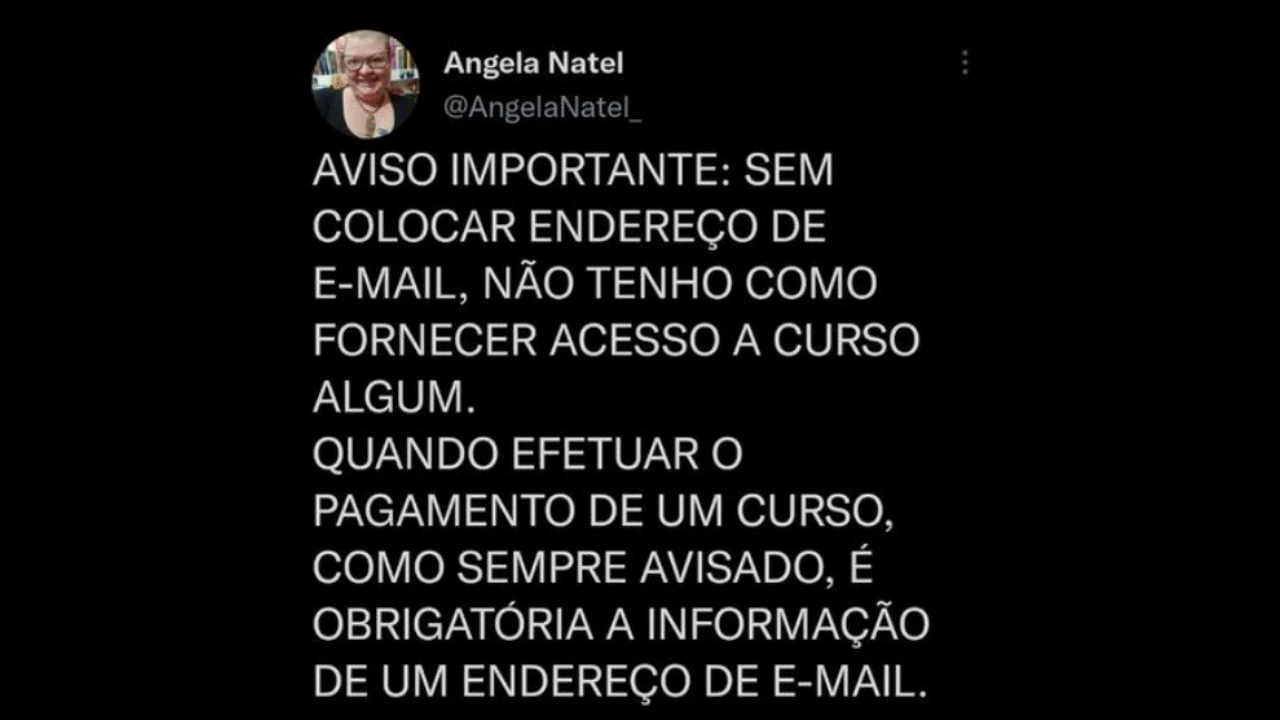 Angela Natel
@AngelaNatel_
AVISO IMPORTANTE: SEM
COLOCAR ENDEREÇO DE
E-MAIL, NÃO TENHO COMO
FORNECER ACESSO A CURSO
ALGUM.
QUANDO EFETUAR O
PAGAMENTO DE UM CURSO,
COMO SEMPRE AVISADO, É
OBRIGATÓRIA A INFORMAÇÃO
DE UM ENDEREÇO DE E-MAIL.